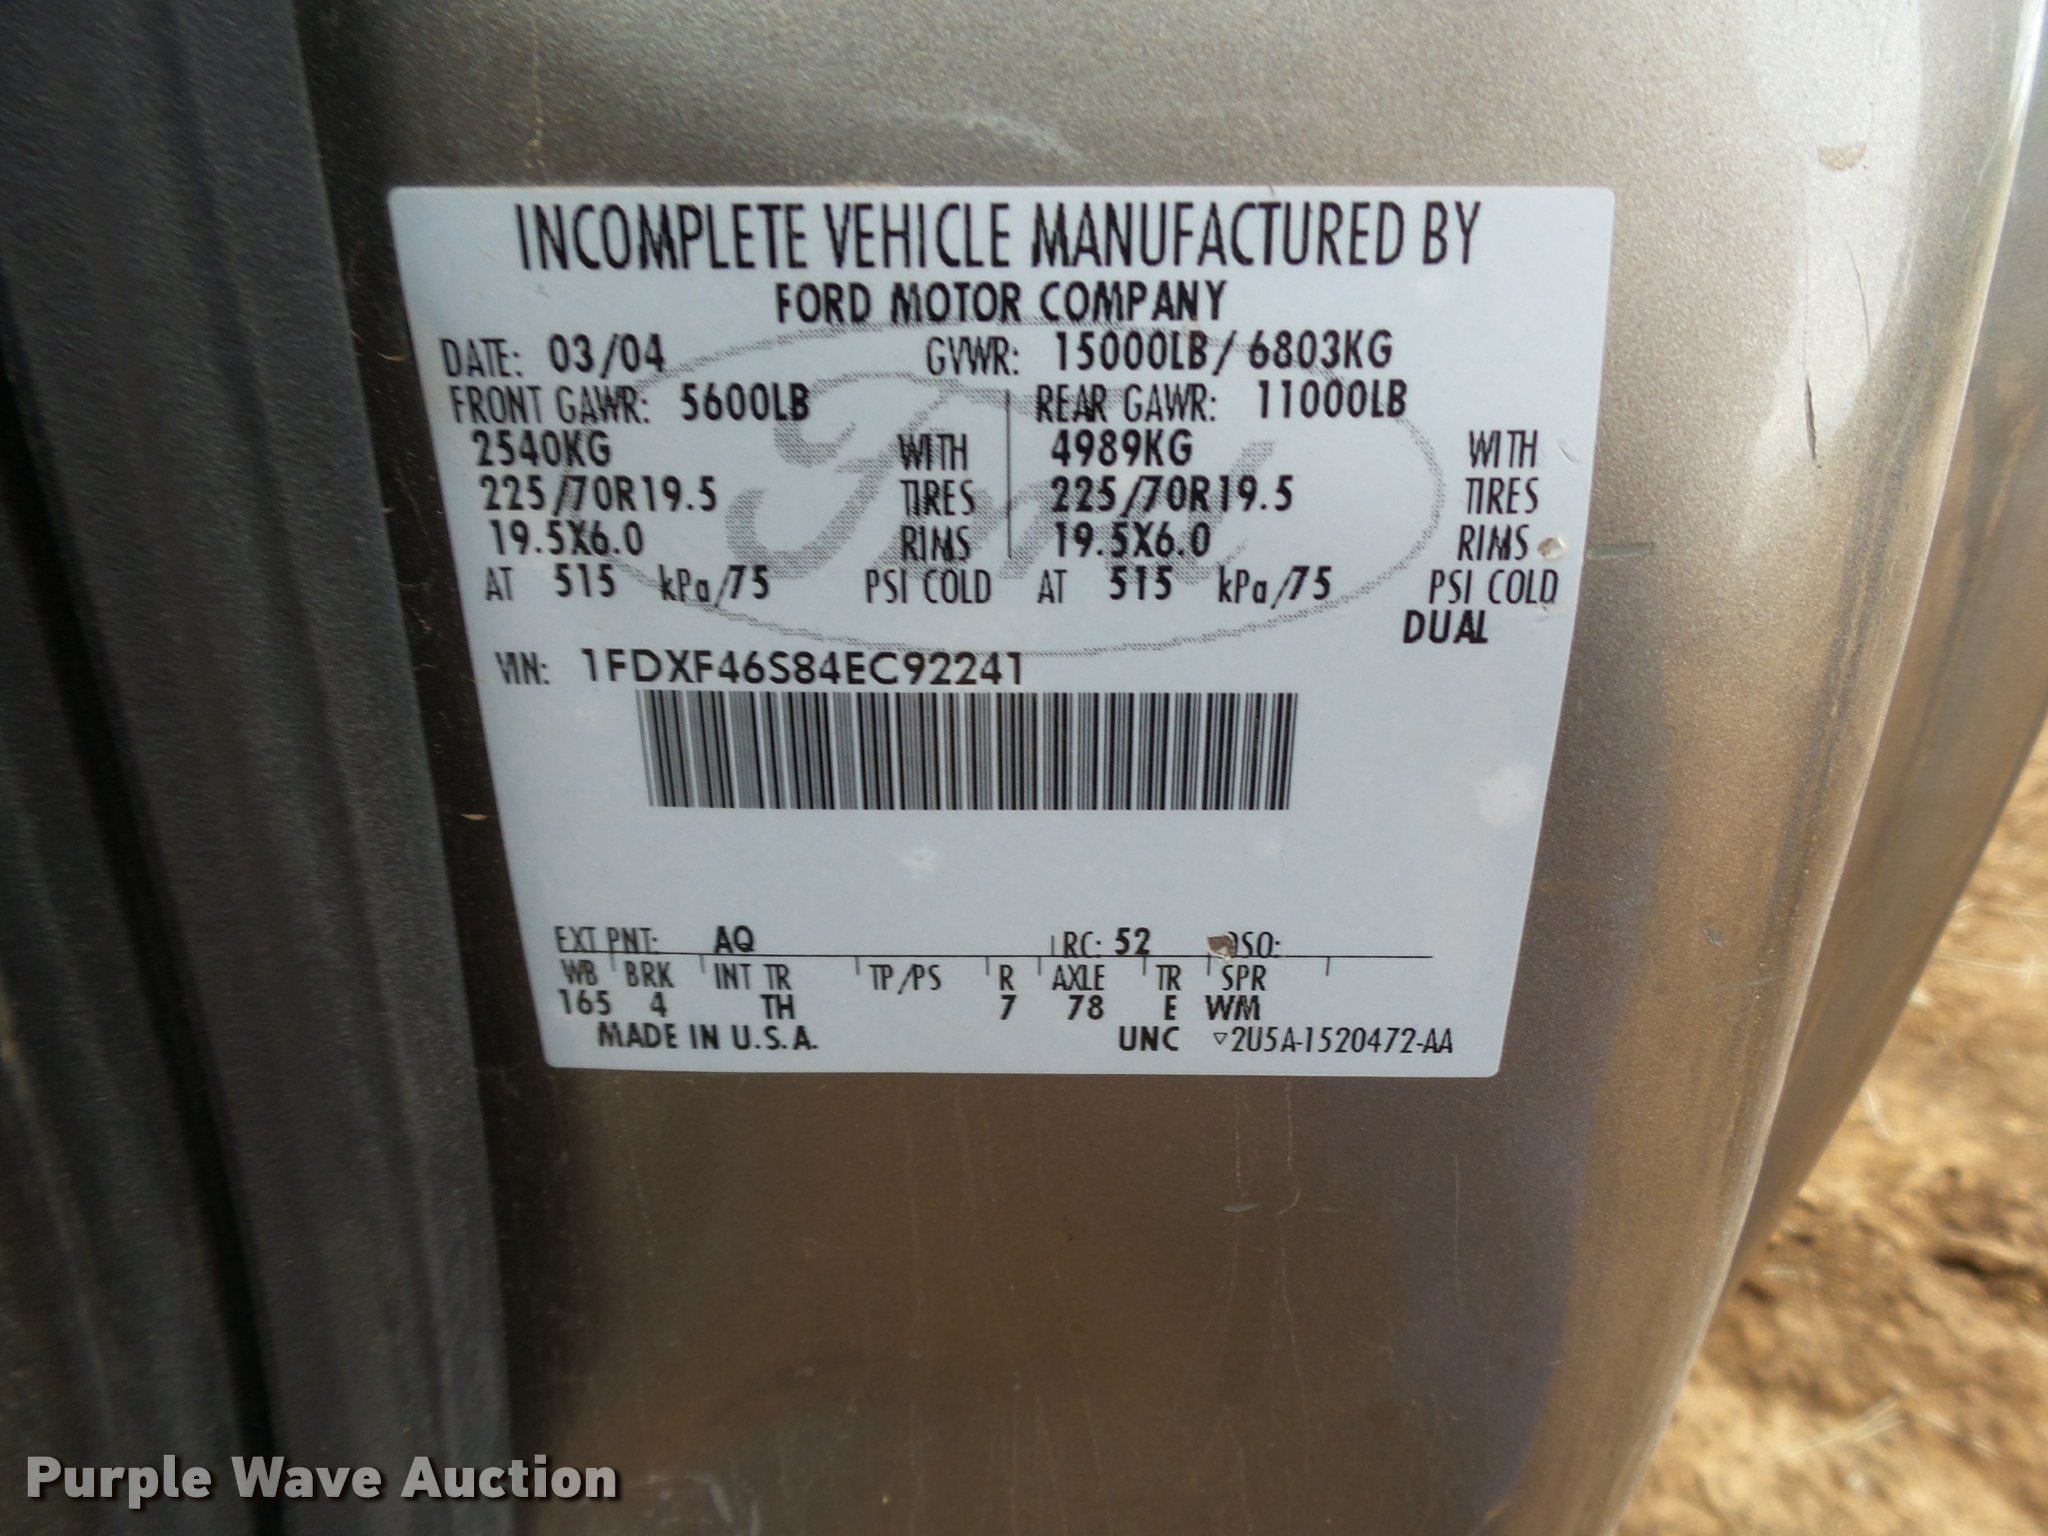 INCOMPLETE VEHICLE MANUFACTURED BY
FORD MOTOR COMPANY
DATE: 03/04 GVWR: 15000LB/ 6803KG
FRONT GAWR: 5600LB REAR GAWR: 11000LB
2540KG WITH 4989KG WITH
225/70R19.5 TIRES 225/70R19.5 TIRES
19.5X6.0 RIMS 19.5X6.0 RIMS
AT 515 kPa/75 PSI COLD AT 515 kPa/75 PSI COLD
DUAL
Ford
VIN: 1FDXF46S84EC92241
EXT PNT: AQ RC: 52 DSO:
WB BRK INT TR TP/PS R AXLE TR SPR
165 4 TH 7 78 E WM
MADE IN U.S.A. UNC ▽2U5A-1520472-AA
Purple Wave Auction